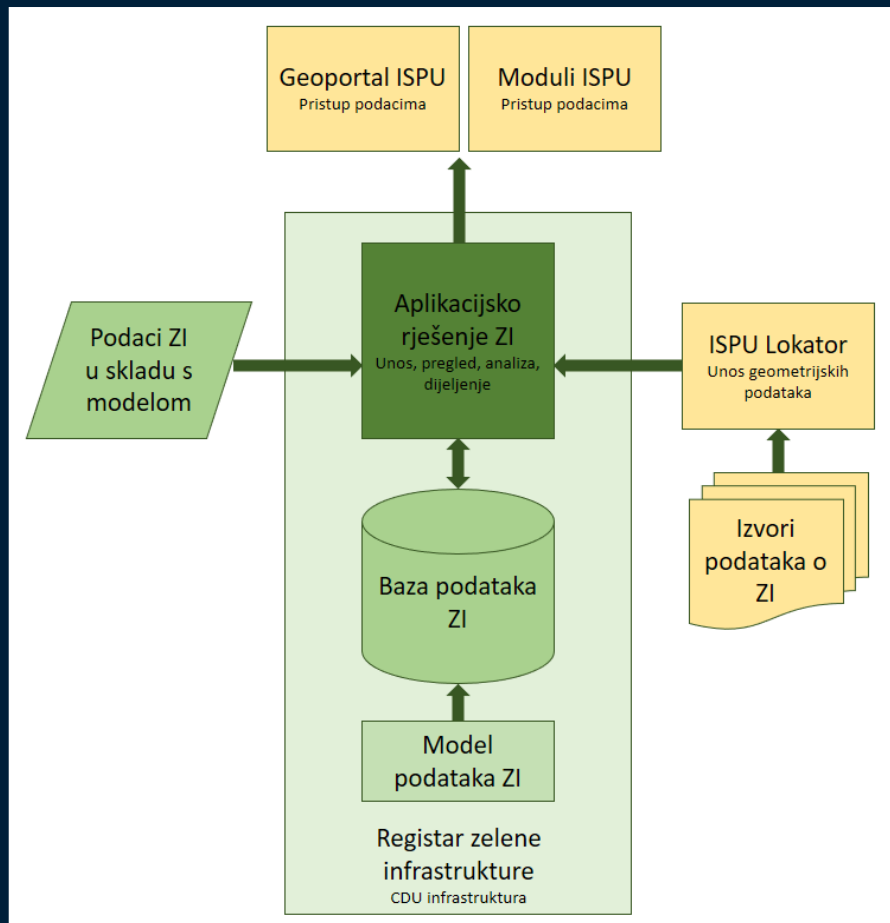 Geoportal ISPU
Pristup podacima
Moduli ISPU
Pristup podacima
Podaci ZI
u skladu s
modelom
Aplikacijsko
rješenje ZI
Unos, pregled, analiza,
dijeljenje
ISPU Lokator
Unos geometrijskih
podataka
Izvori
podataka o
ZI
Baza podataka
ZI
Model
podataka ZI
Registar zelene
infrastrukture
CDU infrastruktura